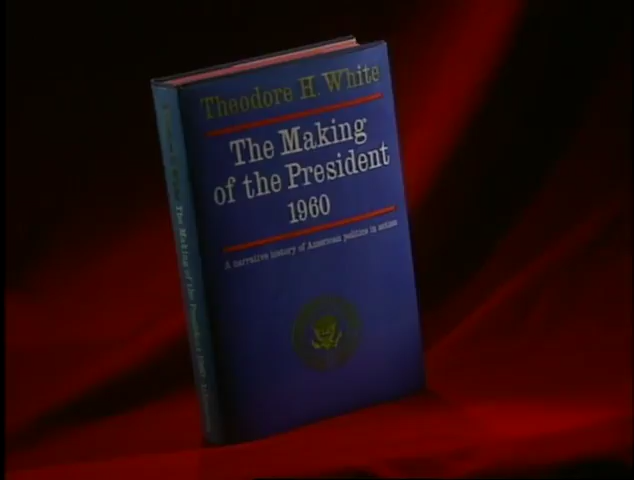 Theodore H. White
The Making
of the President
1960
A narrative history of American politics in action
The Making of the President 1960